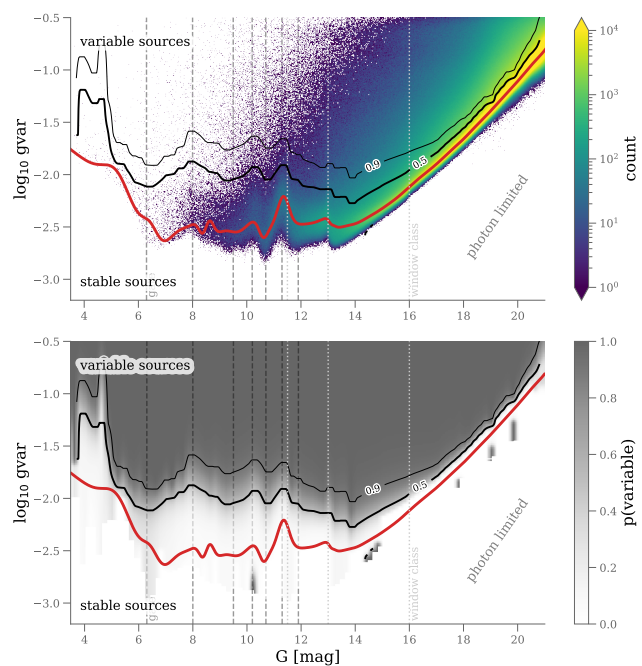 −0.5
variable sources
−1.0
0.9
−1.5
0.5
−2.0
−2.5
photon limited
window class
−3.0
stable sources
g
log₁₀ gvar
4 6 8 10 12 14 16 18 20
10⁴
10³
10²
10¹
10⁰
count
−0.5
variable sources
−1.0
−1.5
0.9
0.5
−2.0
−2.5
photon limited
window class
−3.0
stable sources
g
log₁₀ gvar
4 6 8 10 12 14 16 18 20
G [mag]
1.0
0.8
0.6
0.4
0.2
0.0
p(variable)